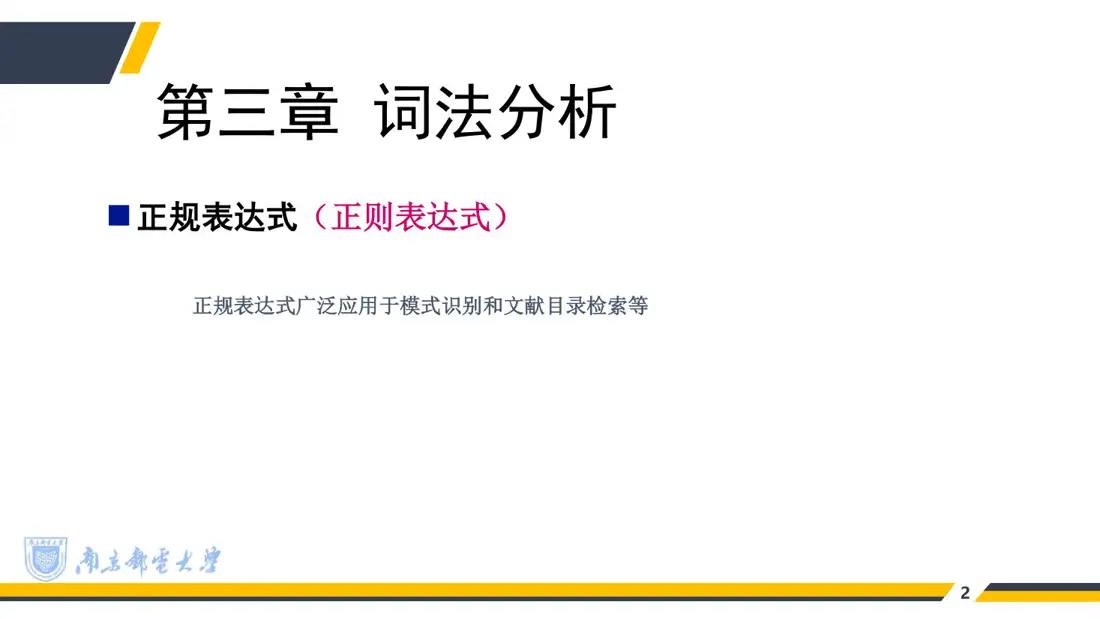 第三章 词法分析
正规表达式（正则表达式）
正规表达式广泛应用于模式识别和文献目录检索等
南京邮电大学
2